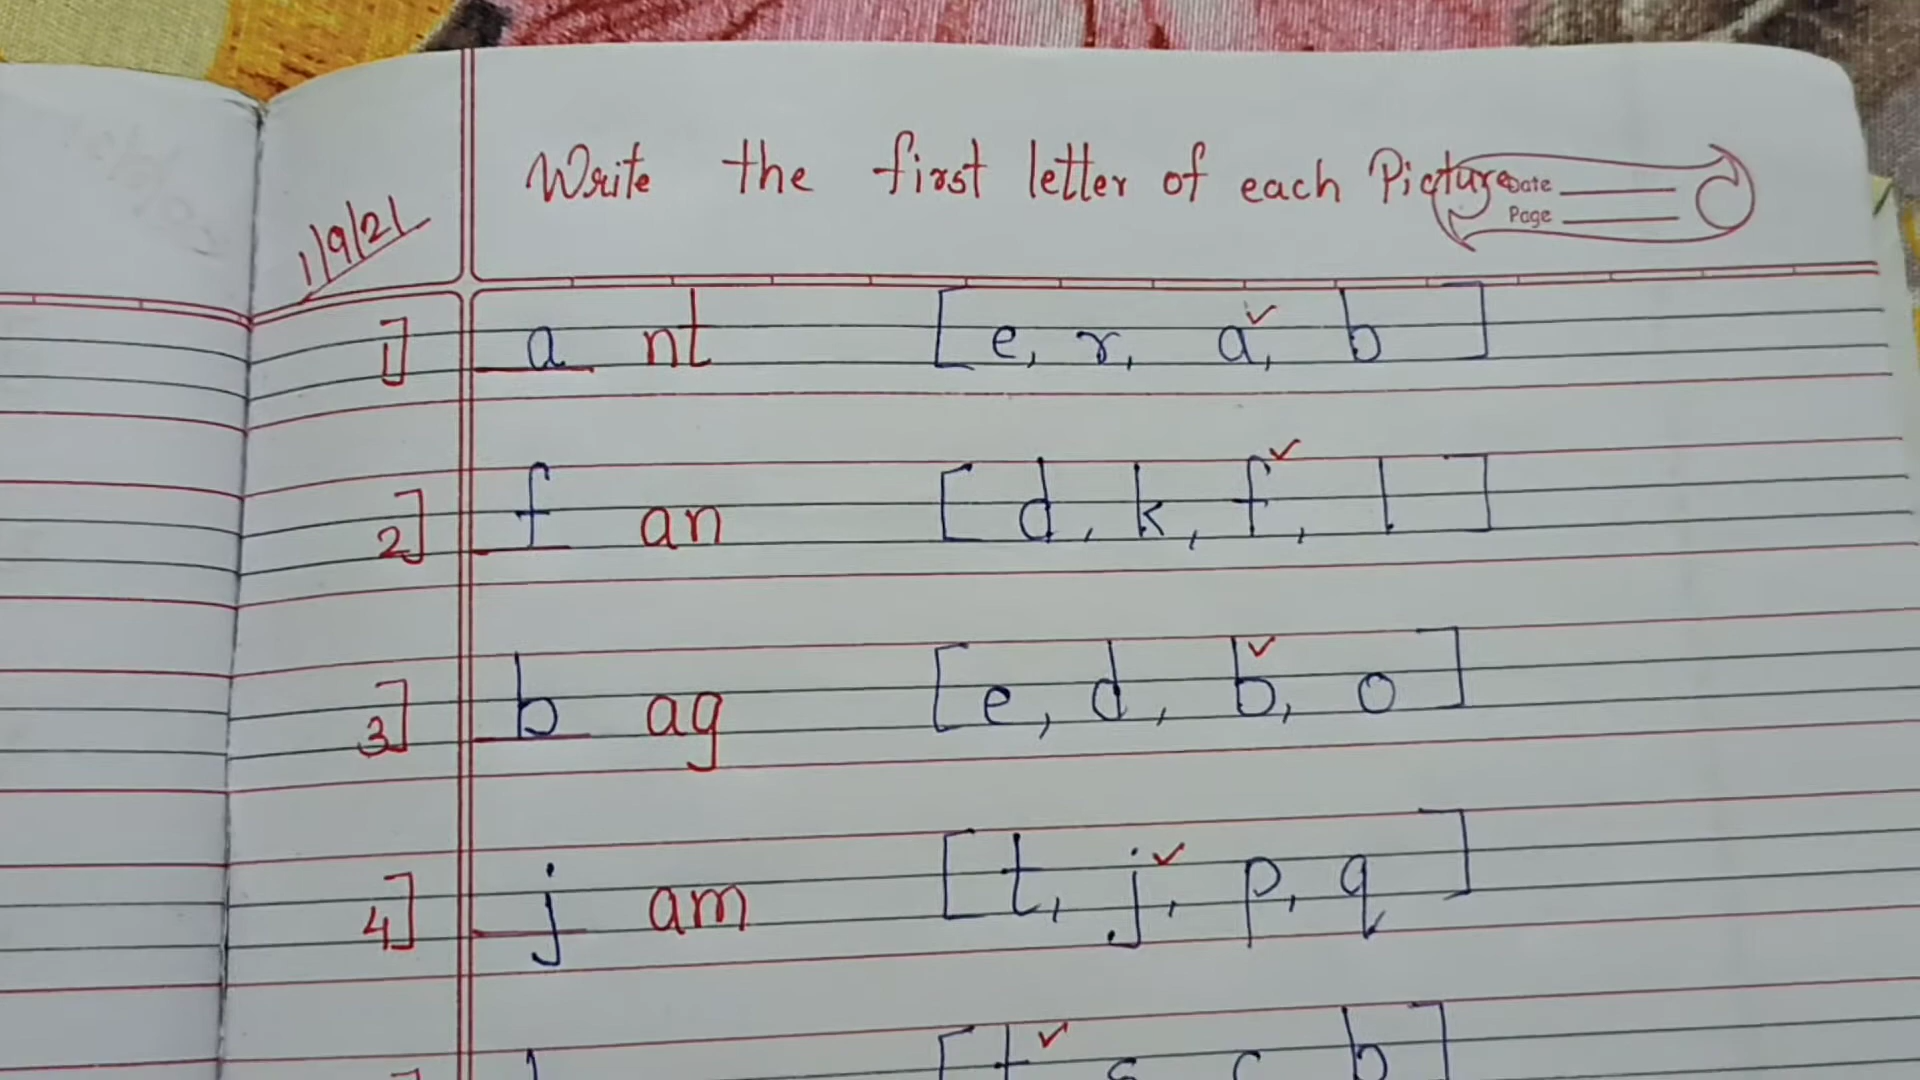 Write the first letter of each Picture
Date
Page
1/9/21
1] a nt [e, r, a✓, b]
2] f an [d, k, f✓, l]
3] b ag [e, d, b✓, o]
4] j am [t, j✓, p, q]